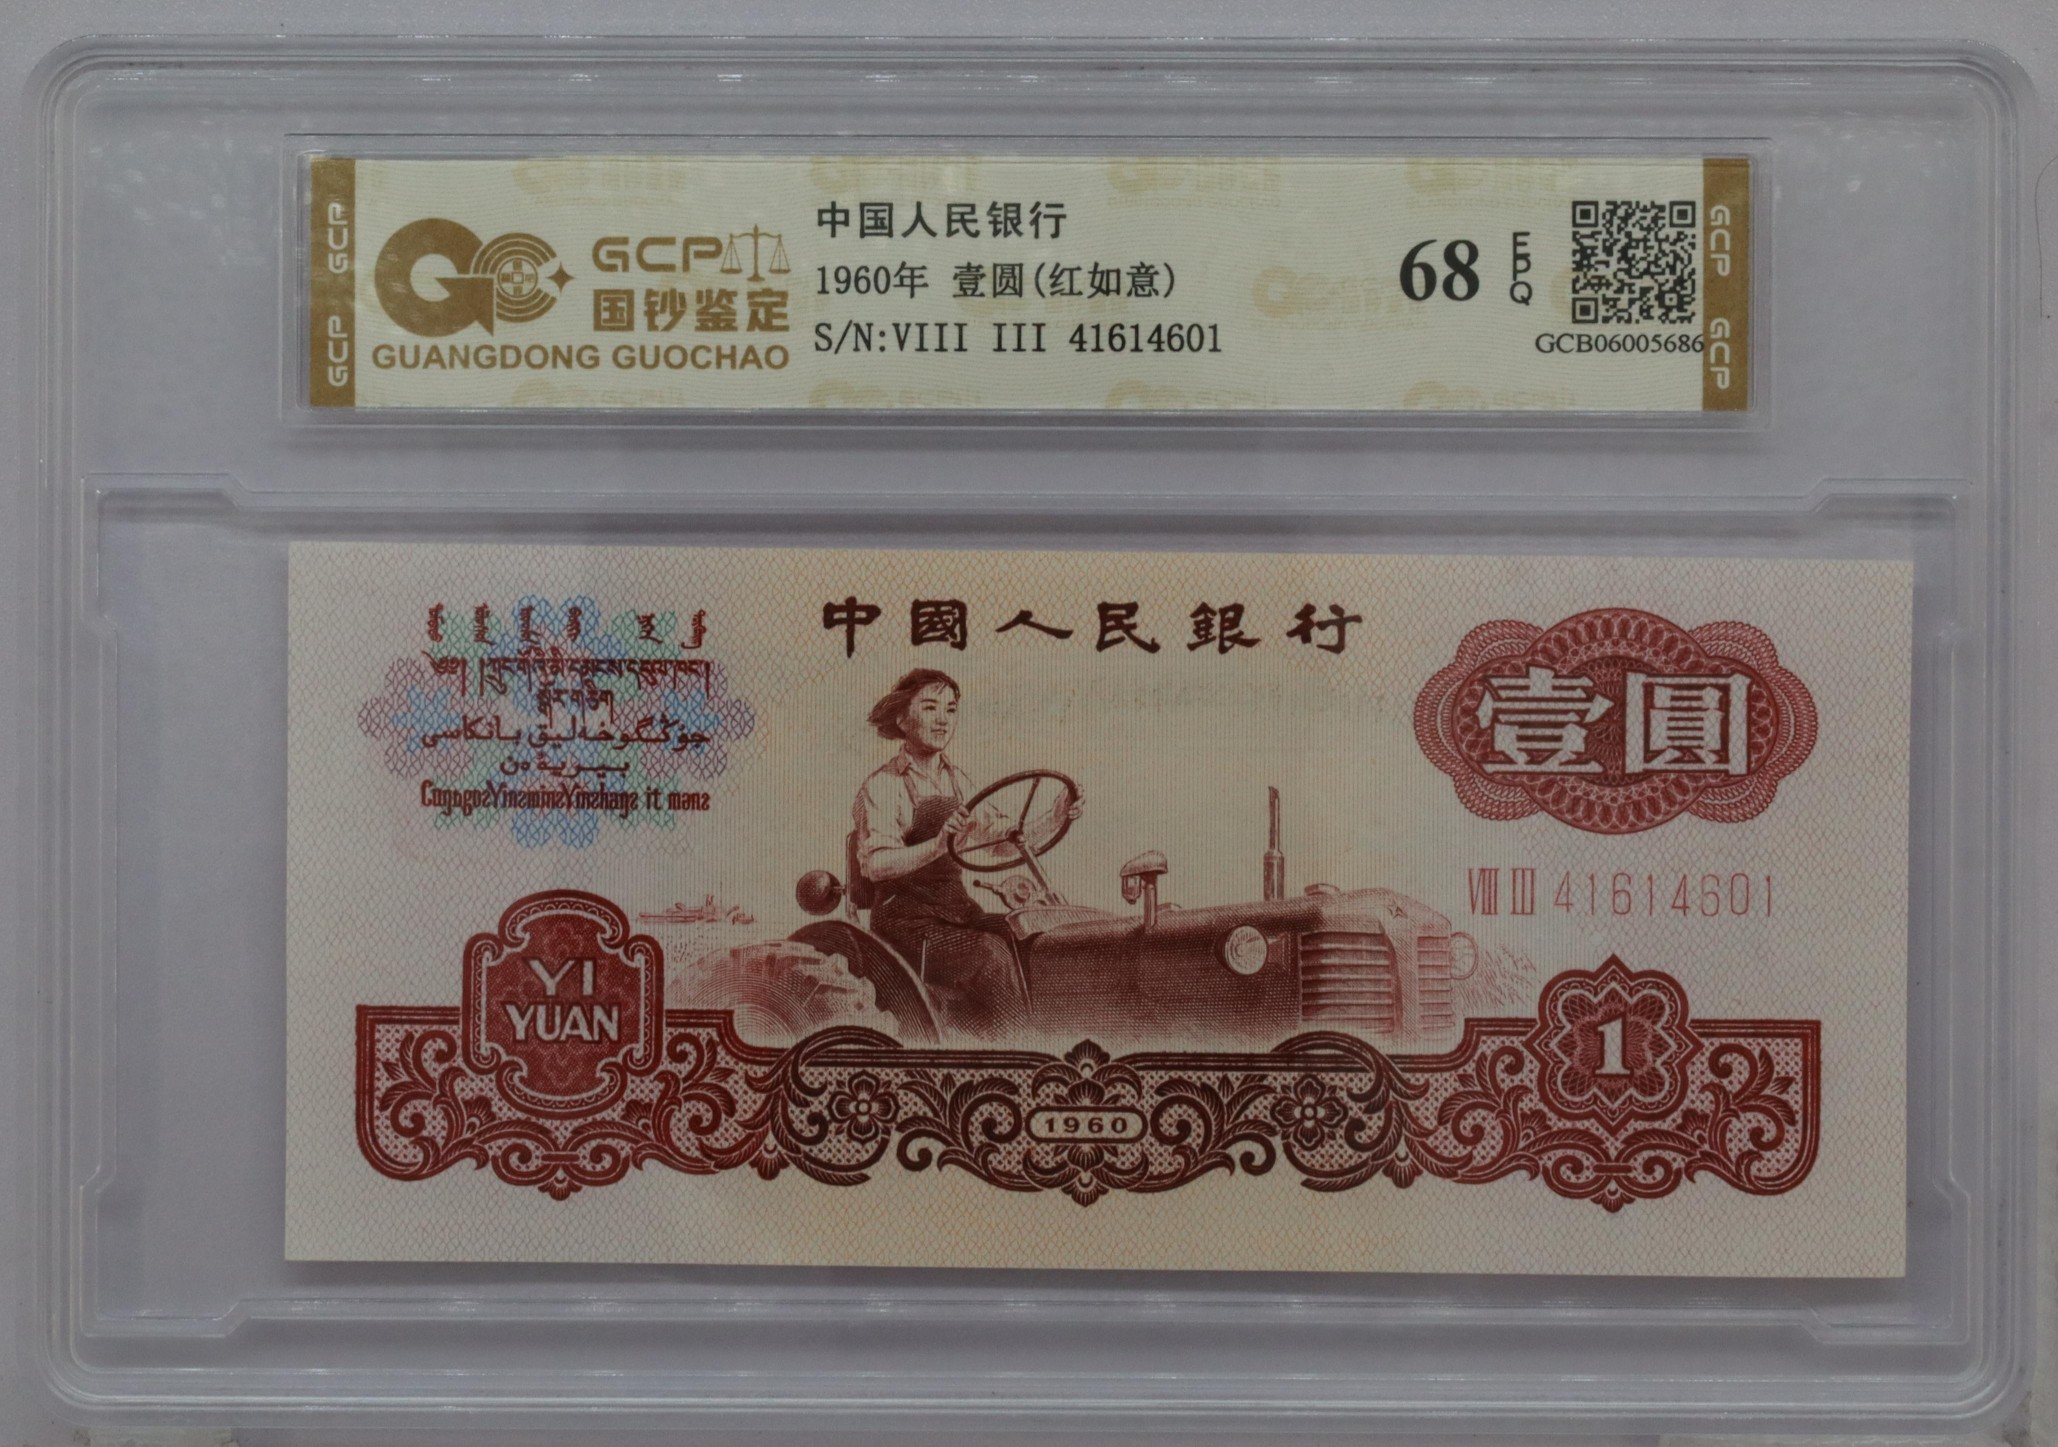 GCP GCP
GCP
国钞鉴定
GUANGDONG GUOCHAO
中国人民银行
1960年 壹圆(红如意)
S/N:VIII III 41614601
68
EPQ
GCB06005686
GCP GCP
中國人民銀行
壹圓
VIII III 41614601
YI
YUAN
1
1960